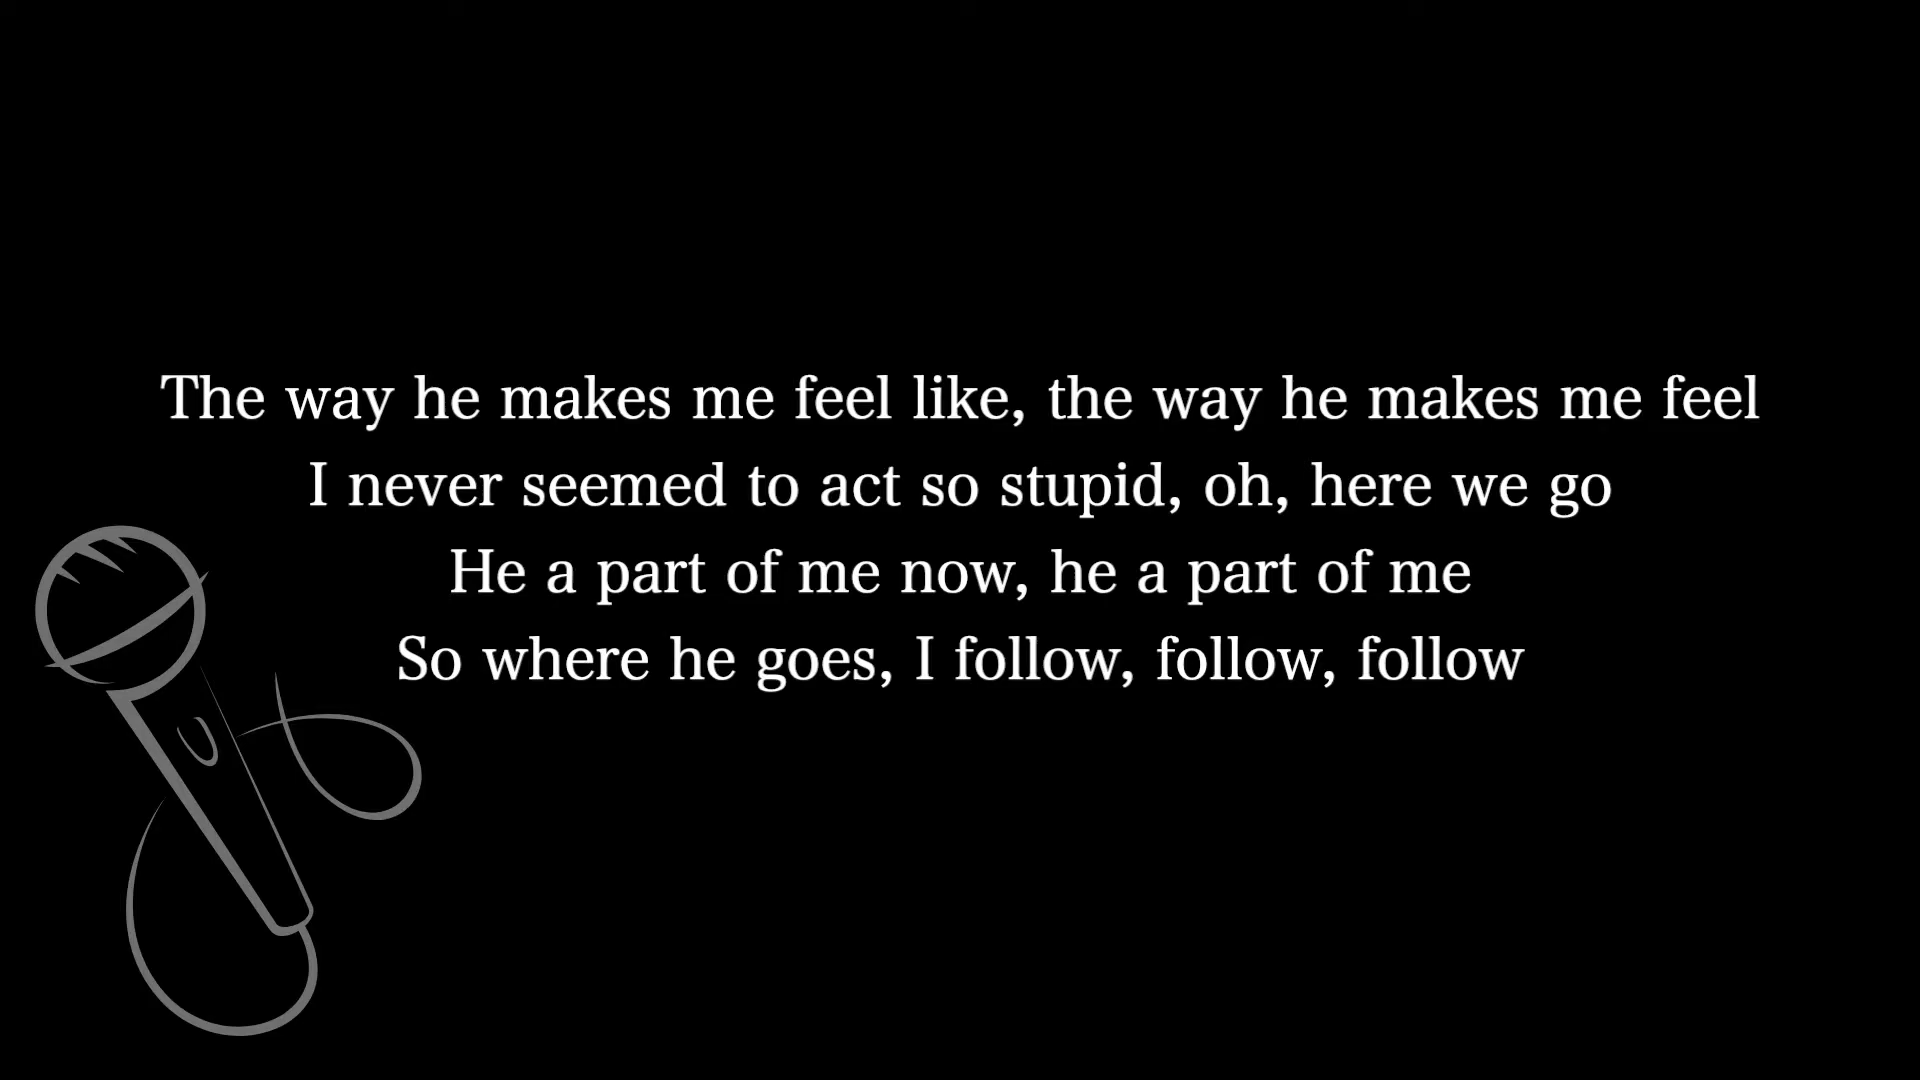 The way he makes me feel like, the way he makes me feel
I never seemed to act so stupid, oh, here we go
He a part of me now, he a part of me
So where he goes, I follow, follow, follow